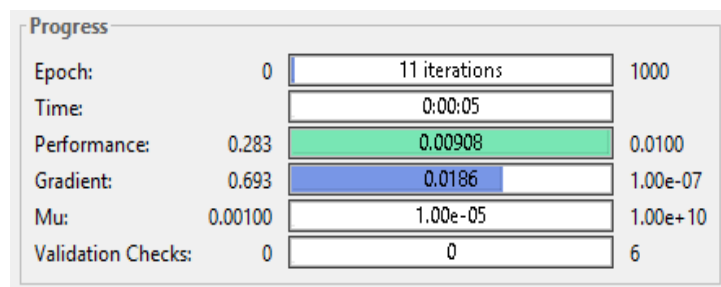 Progress
Epoch: 0 11 iterations 1000
Time: 0:00:05
Performance: 0.283 0.00908 0.0100
Gradient: 0.693 0.0186 1.00e-07
Mu: 0.00100 1.00e-05 1.00e+10
Validation Checks: 0 0 6